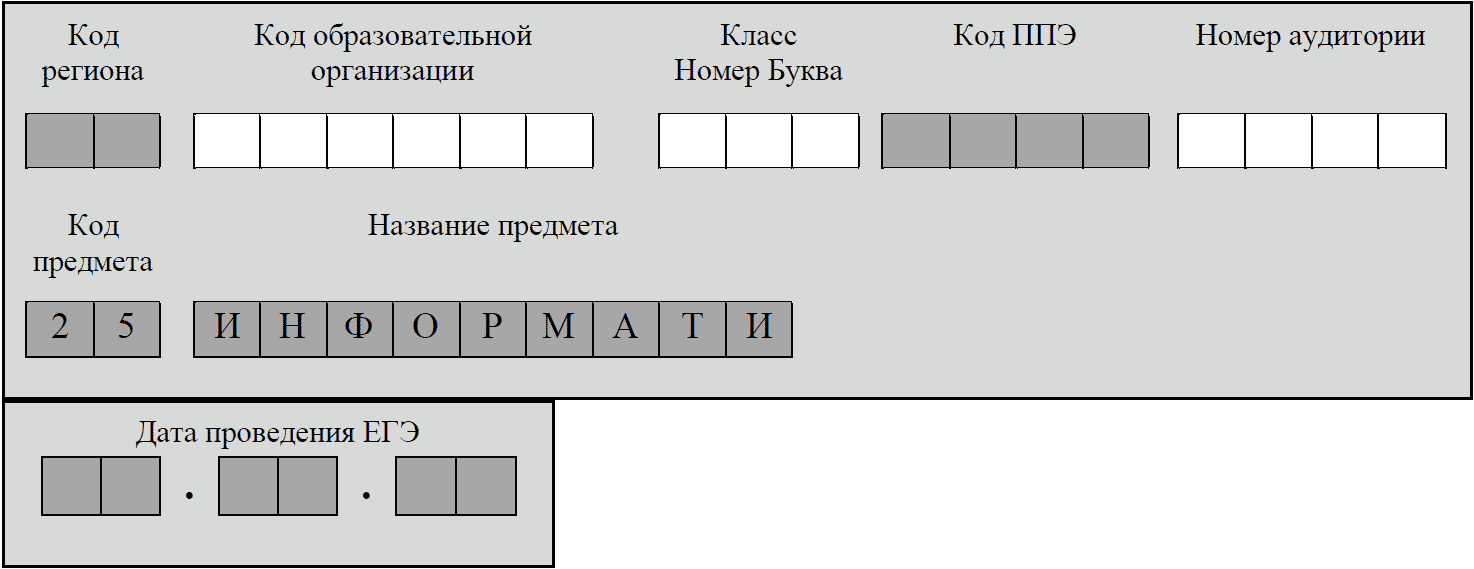 Код региона
Код образовательной организации
Класс
Номер Буква
Код ППЭ
Номер аудитории
Код предмета
Название предмета
2 5
И Н Ф О Р М А Т И
Дата проведения ЕГЭ
. .